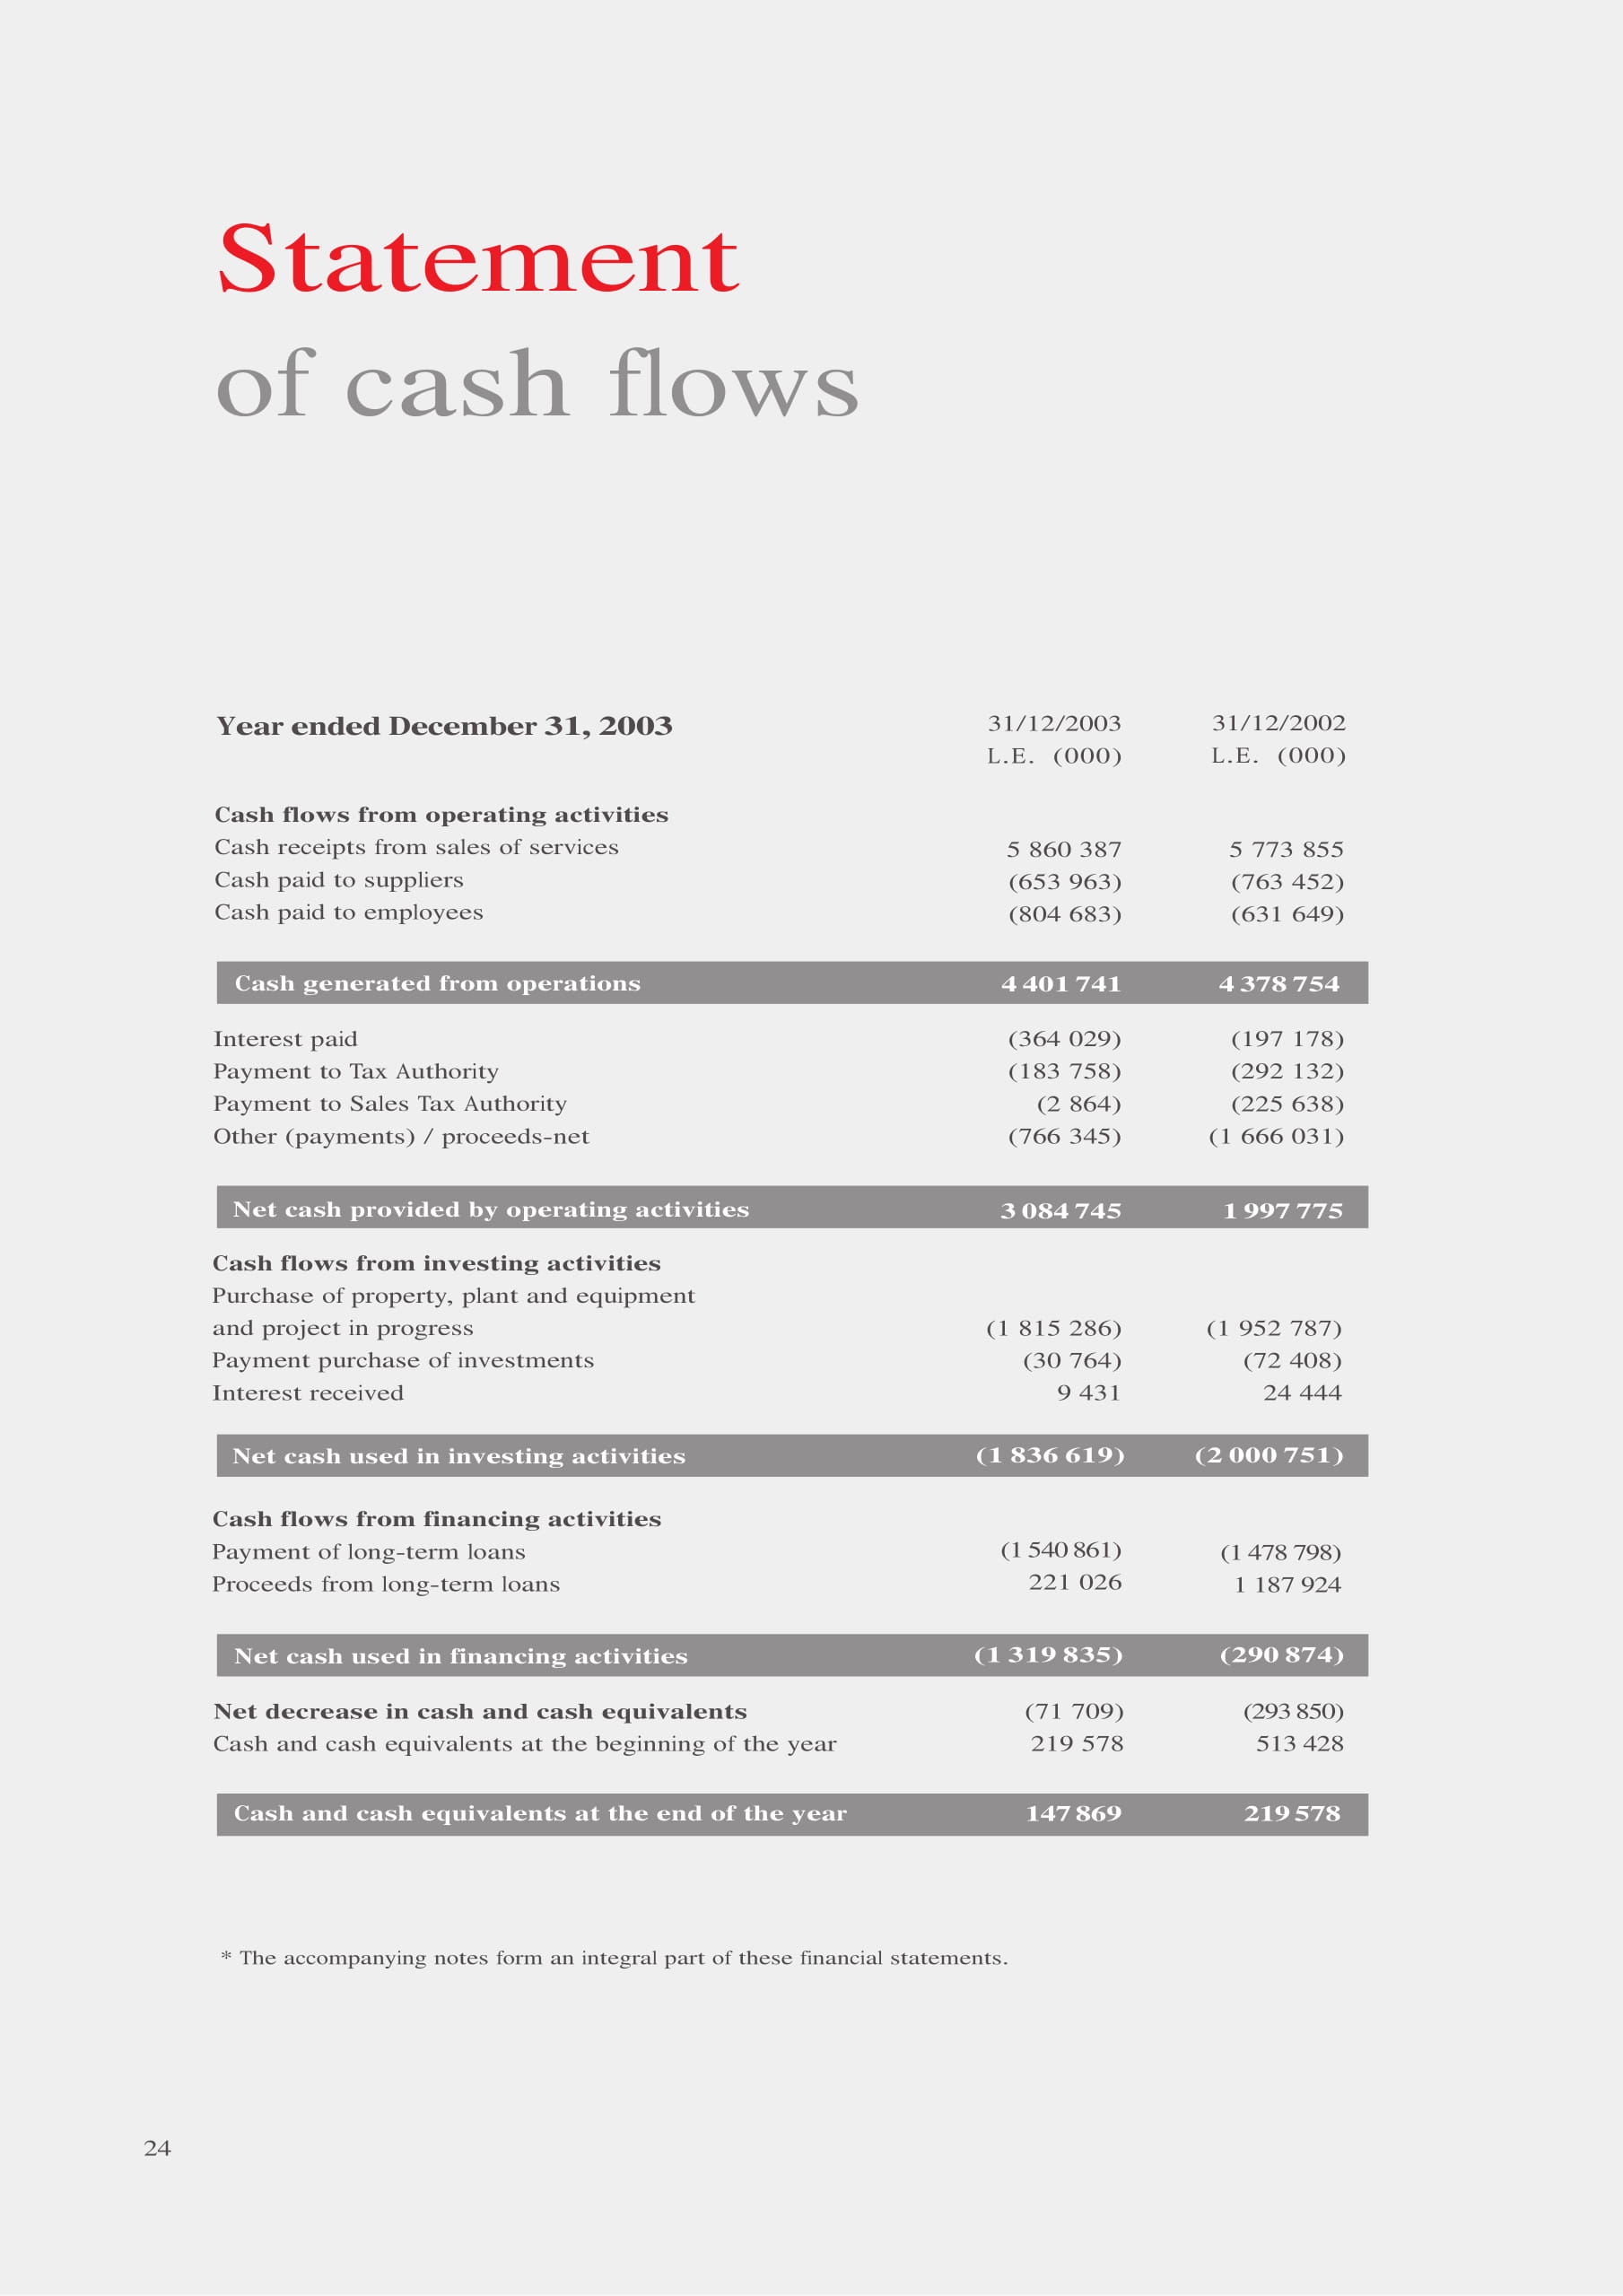 Statement
of cash flows
Year ended December 31, 2003 31/12/2003 31/12/2002
L.E. (000) L.E. (000)
Cash flows from operating activities
Cash receipts from sales of services 5 860 387 5 773 855
Cash paid to suppliers (653 963) (763 452)
Cash paid to employees (804 683) (631 649)
Cash generated from operations 4 401 741 4 378 754
Interest paid (364 029) (197 178)
Payment to Tax Authority (183 758) (292 132)
Payment to Sales Tax Authority (2 864) (225 638)
Other (payments) / proceeds-net (766 345) (1 666 031)
Net cash provided by operating activities 3 084 745 1 997 775
Cash flows from investing activities
Purchase of property, plant and equipment
and project in progress (1 815 286) (1 952 787)
Payment purchase of investments (30 764) (72 408)
Interest received 9 431 24 444
Net cash used in investing activities (1 836 619) (2 000 751)
Cash flows from financing activities
Payment of long-term loans (1 540 861) (1 478 798)
Proceeds from long-term loans 221 026 1 187 924
Net cash used in financing activities (1 319 835) (290 874)
Net decrease in cash and cash equivalents (71 709) (293 850)
Cash and cash equivalents at the beginning of the year 219 578 513 428
Cash and cash equivalents at the end of the year 147 869 219 578
* The accompanying notes form an integral part of these financial statements.
24